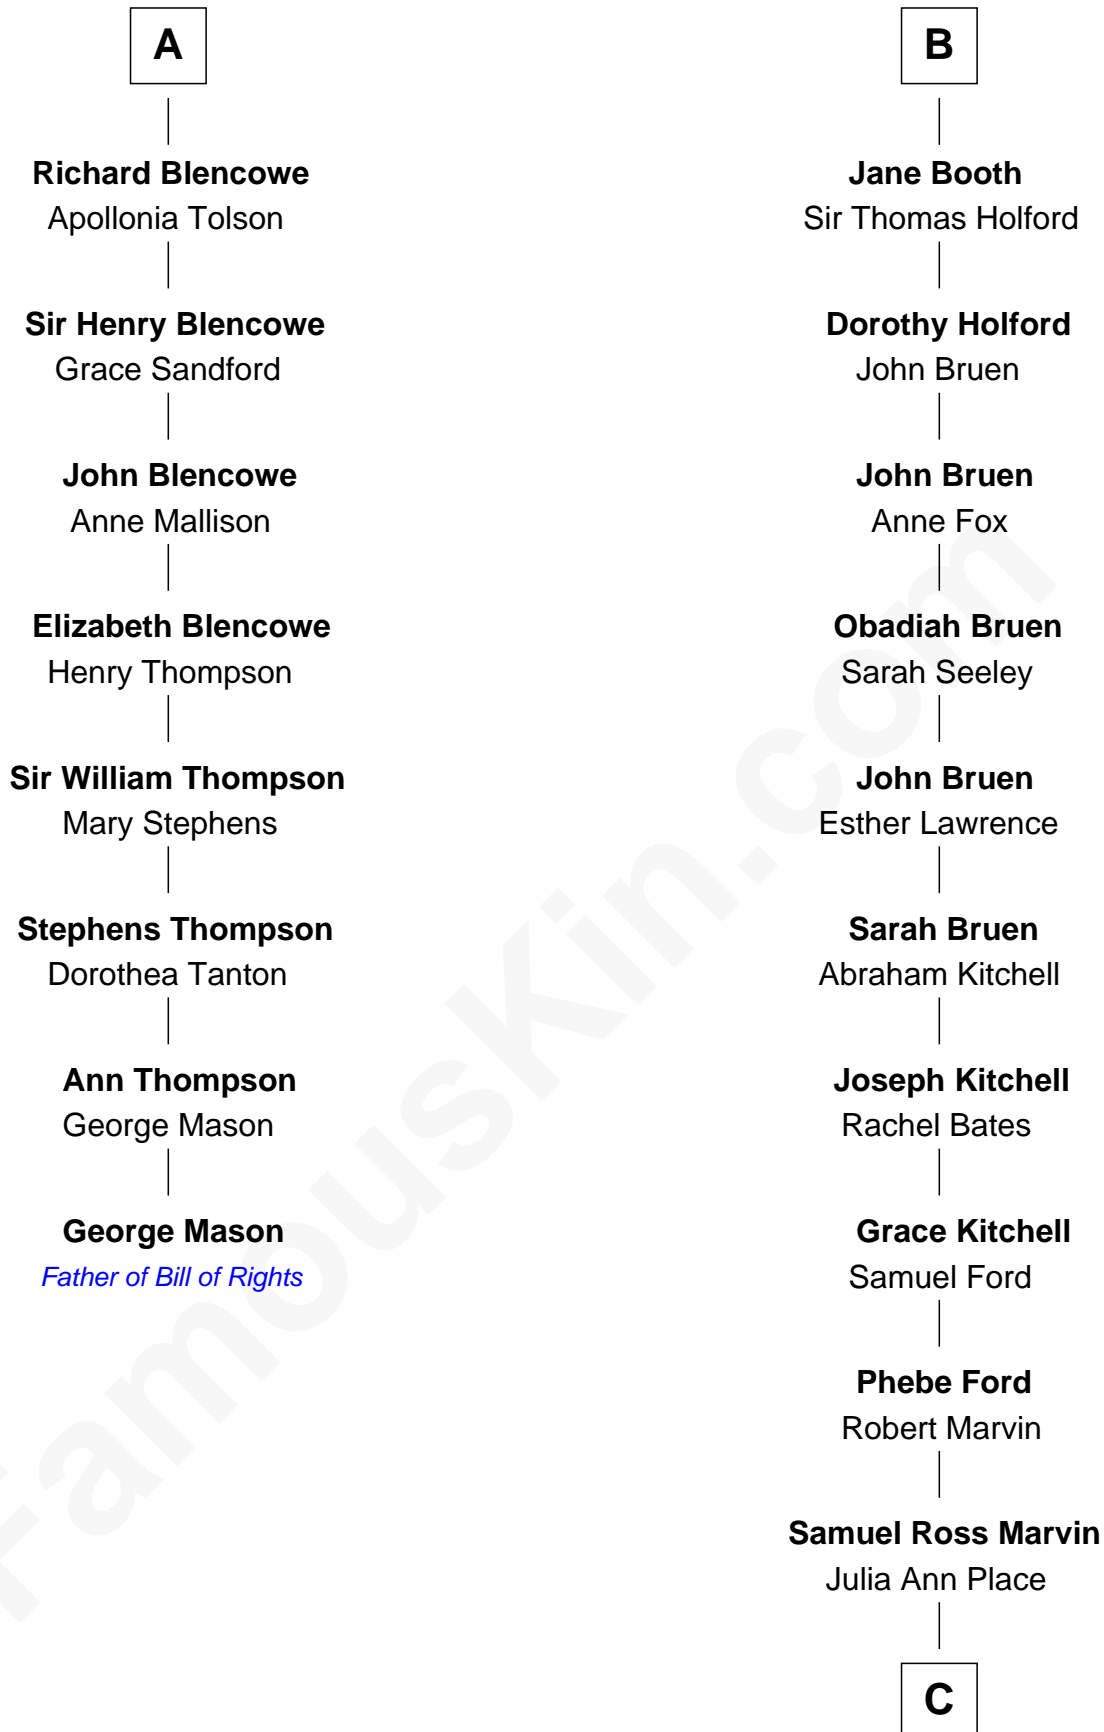 A
Richard Blencowe
Apollonia Tolson
Sir Henry Blencowe
Grace Sandford
John Blencowe
Anne Mallison
Elizabeth Blencowe
Henry Thompson
Sir William Thompson
Mary Stephens
Stephens Thompson
Dorothea Tanton
Ann Thompson
George Mason
George Mason
Father of Bill of Rights
B
Jane Booth
Sir Thomas Holford
Dorothy Holford
John Bruen
John Bruen
Anne Fox
Obadiah Bruen
Sarah Seeley
John Bruen
Esther Lawrence
Sarah Bruen
Abraham Kitchell
Joseph Kitchell
Rachel Bates
Grace Kitchell
Samuel Ford
Phebe Ford
Robert Marvin
Samuel Ross Marvin
Julia Ann Place
C
FamousKin.com